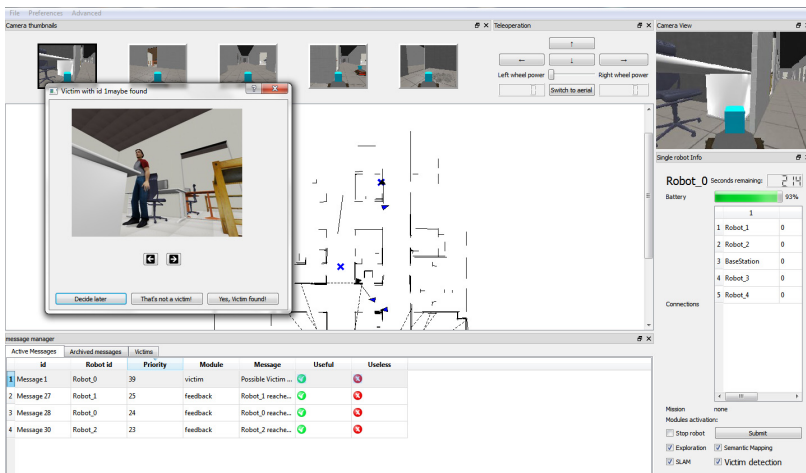 File Preferences Advanced
Camera thumbnails
Teleoperation
Camera View
Left wheel power
Right wheel power
Switch to aerial
Victim with id 1maybe found
Decide later
That's not a victim!
Yes, Victim found!
Single robot Info
Robot_0 Seconds remaining: 214
Battery 93%
1
1 Robot_1 0
2 Robot_2 0
3 BaseStation 0
4 Robot_3 0
5 Robot_4 0
Connections
Mission none
Modules activation:
Stop robot Submit
Exploration Semantic Mapping
SLAM Victim detection
message manager
Active Messages Archived messages Victims
id Robot id Priority Module Message Useful Useless
1 Message 1 Robot_0 39 victim Possible Victim ...
2 Message 27 Robot_1 25 feedback Robot_1 reache...
3 Message 28 Robot_0 24 feedback Robot_0 reache...
4 Message 30 Robot_2 23 feedback Robot_2 reache...